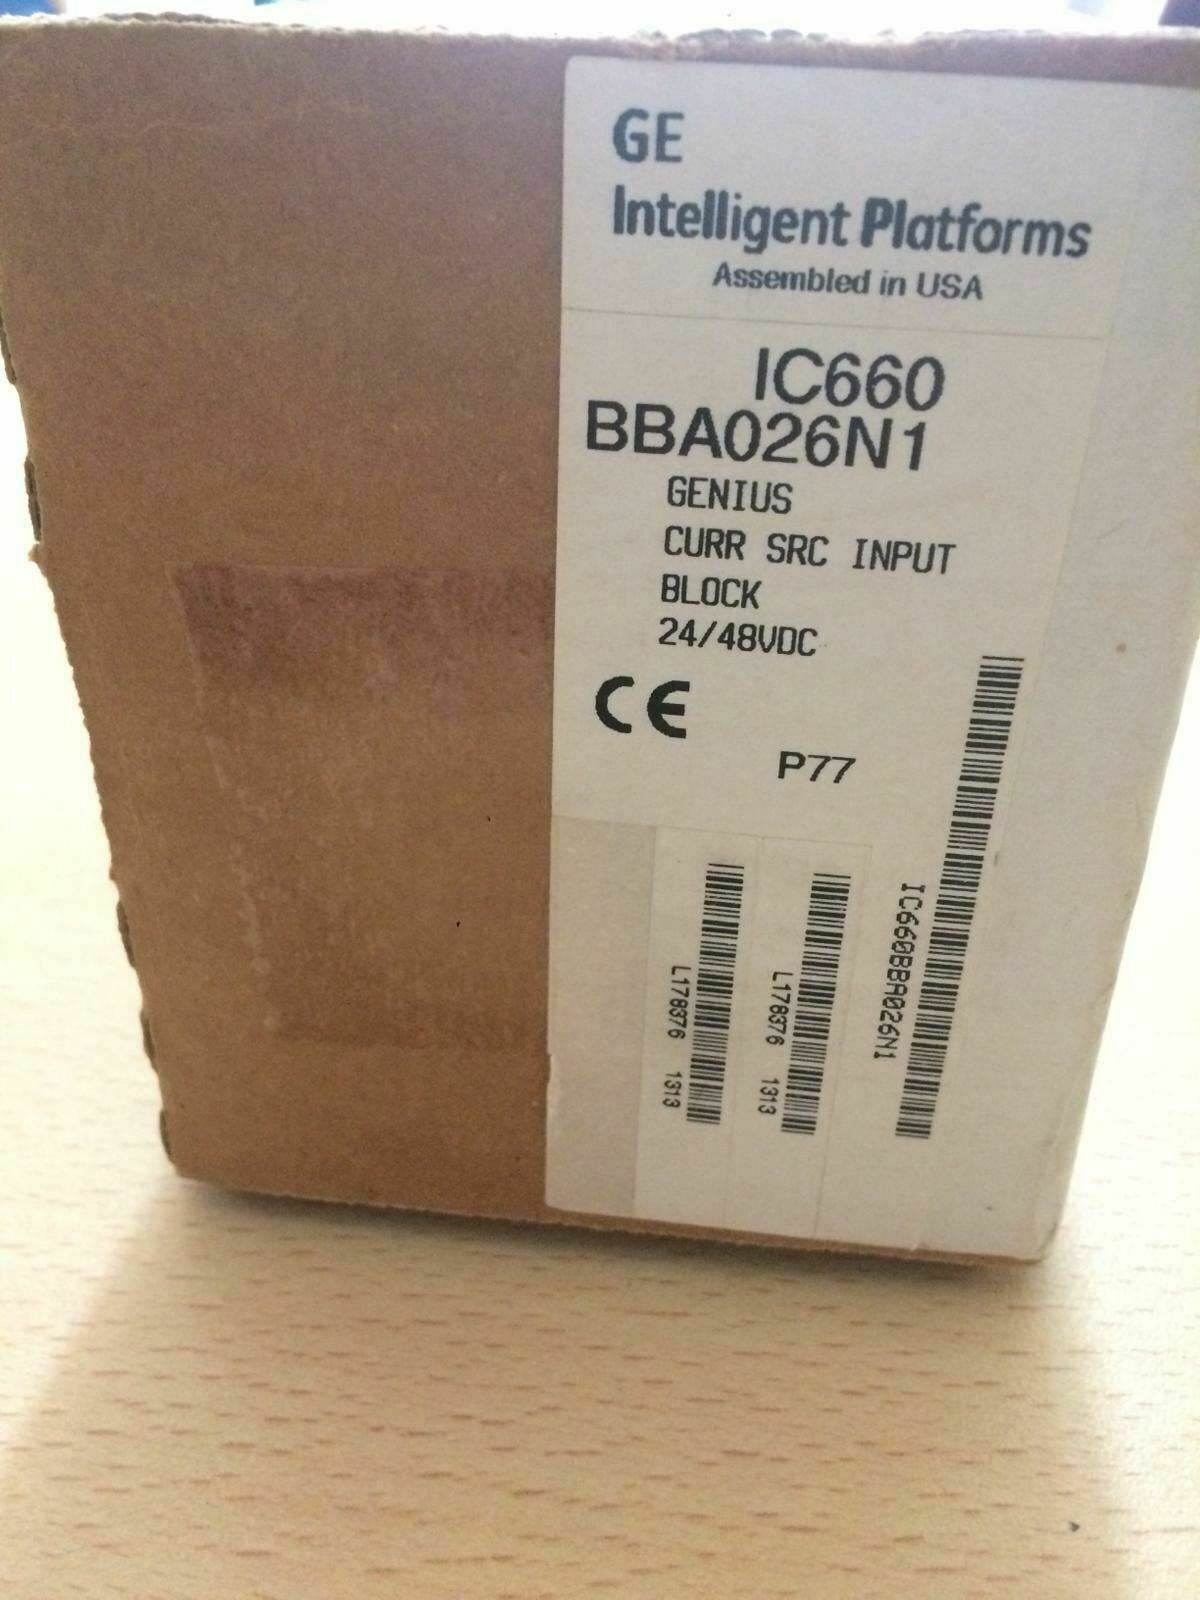 GE
Intelligent Platforms
Assembled in USA
IC660
BBA026N1
GENIUS
CURR SRC INPUT
BLOCK
24/48VDC
CE
P77
L178376 1313
L178376 1313
IC660BBA026N1